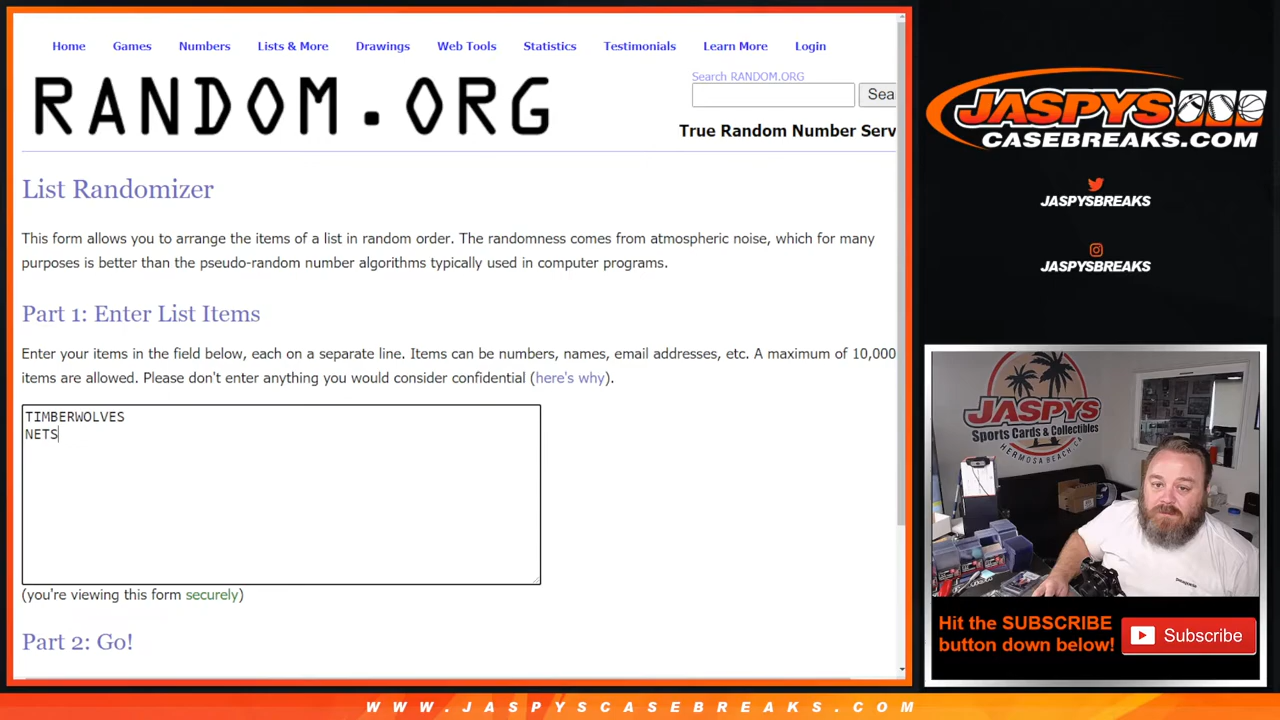 Home Games Numbers Lists & More Drawings Web Tools Statistics Testimonials Learn More Login
RANDOM.ORG
Search RANDOM.ORG
Sea
True Random Number Serv
List Randomizer
This form allows you to arrange the items of a list in random order. The randomness comes from atmospheric noise, which for many
purposes is better than the pseudo-random number algorithms typically used in computer programs.
Part 1: Enter List Items
Enter your items in the field below, each on a separate line. Items can be numbers, names, email addresses, etc. A maximum of 10,000
items are allowed. Please don't enter anything you would consider confidential (here's why).
TIMBERWOLVES
NETS
(you're viewing this form securely)
Part 2: Go!
JASPYS
CASEBREAKS.COM
JASPYSBREAKS
JASPYSBREAKS
JASPYS
Sports Cards & Collectibles
HERMOSA BEACH, CA
patagonia
Hit the SUBSCRIBE
button down below!
Subscribe
WWW.JASPYSCASEBREAKS.COM